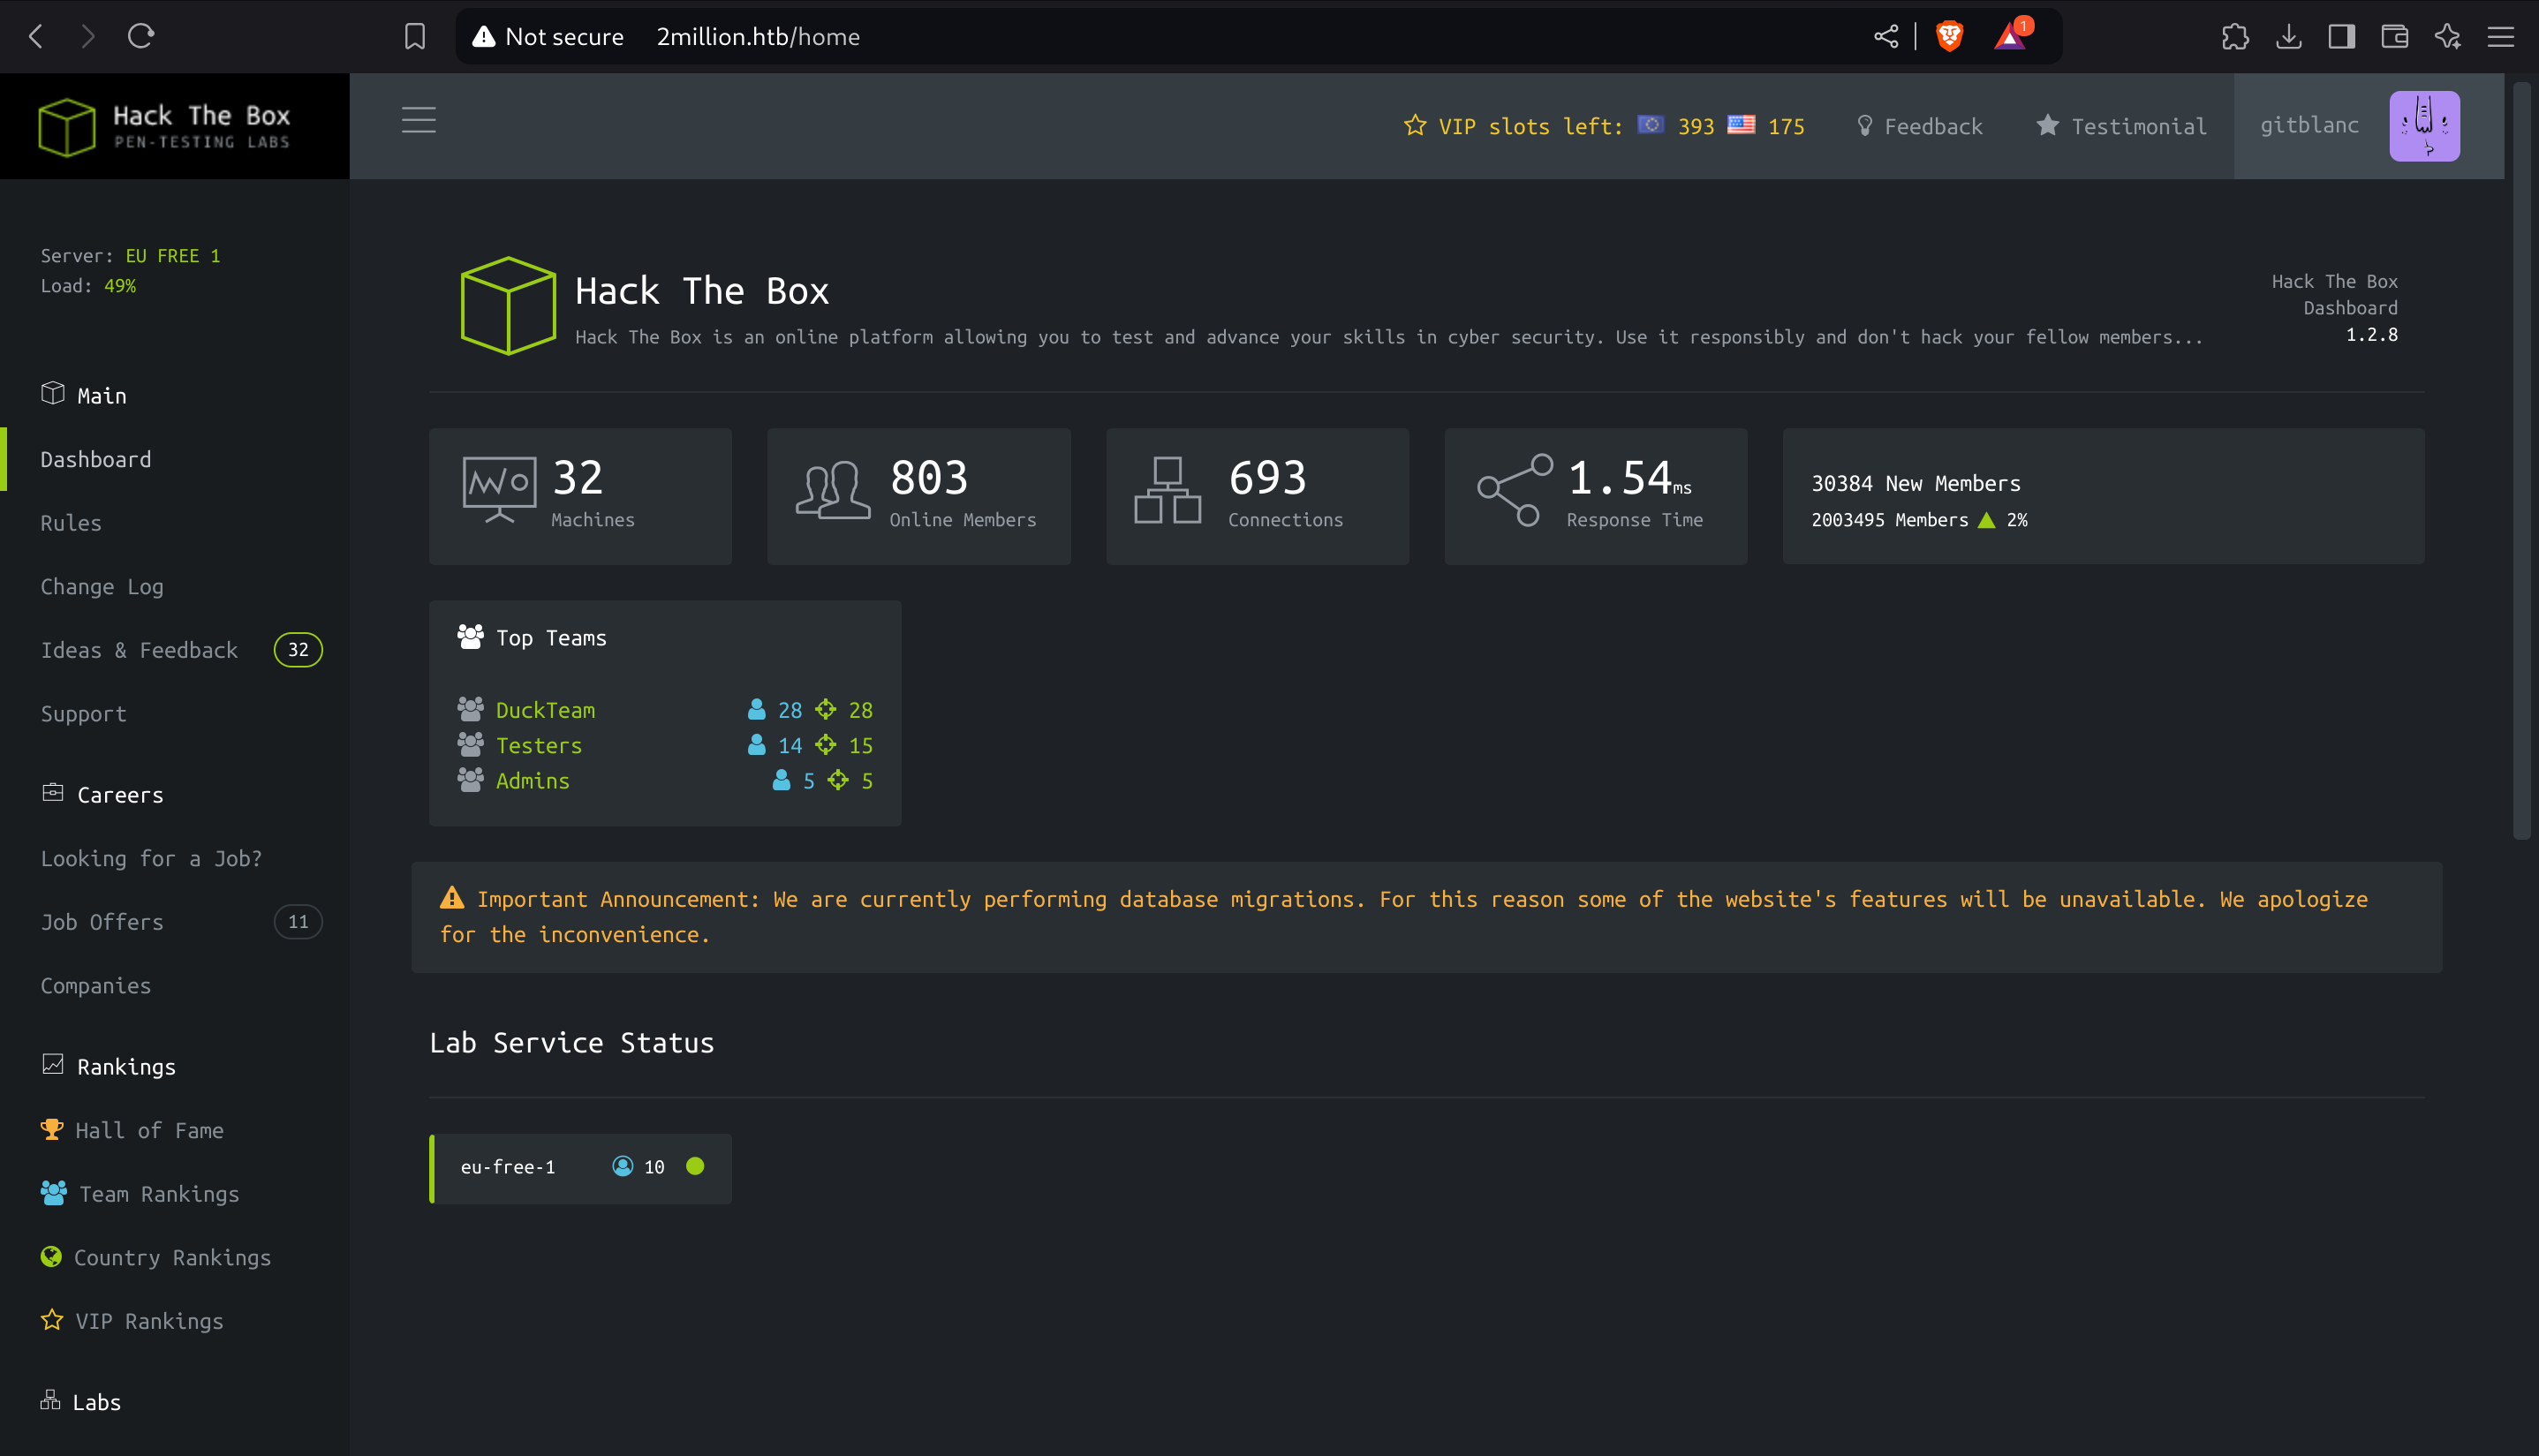 Not secure 2million.htb/home
1
Hack The Box
PEN-TESTING LABS
VIP slots left: 393 175
Feedback
Testimonial
gitblanc
Server: EU FREE 1
Load: 49%
Main
Dashboard
Rules
Change Log
Ideas & Feedback 32
Support
Careers
Looking for a Job?
Job Offers 11
Companies
Rankings
Hall of Fame
Team Rankings
Country Rankings
VIP Rankings
Labs
Hack The Box
Hack The Box is an online platform allowing you to test and advance your skills in cyber security. Use it responsibly and don't hack your fellow members...
Hack The Box
Dashboard
1.2.8
32
Machines
803
Online Members
693
Connections
1.54ms
Response Time
30384 New Members
2003495 Members 2%
Top Teams
DuckTeam 28 28
Testers 14 15
Admins 5 5
Important Announcement: We are currently performing database migrations. For this reason some of the website's features will be unavailable. We apologize
for the inconvenience.
Lab Service Status
eu-free-1 10